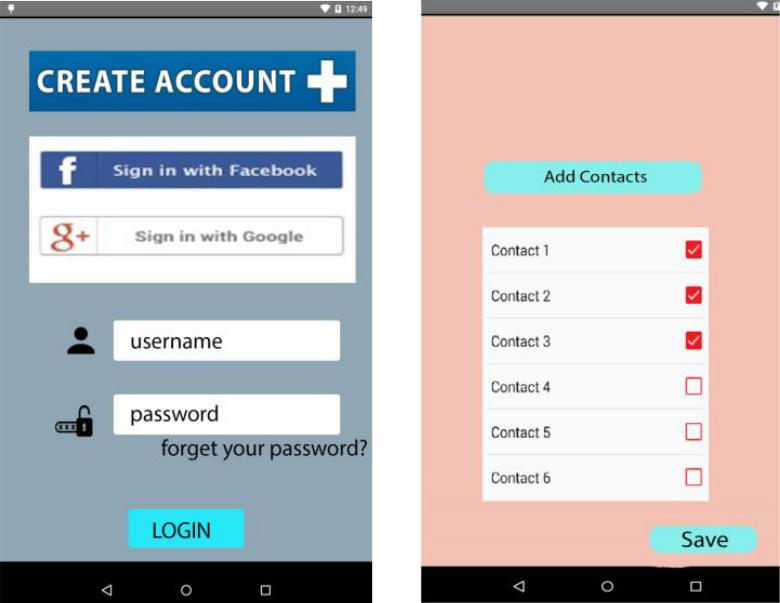 12:49
CREATE ACCOUNT
f Sign in with Facebook
g+ Sign in with Google
username
password
forget your password?
LOGIN
Add Contacts
Contact 1
Contact 2
Contact 3
Contact 4
Contact 5
Contact 6
Save